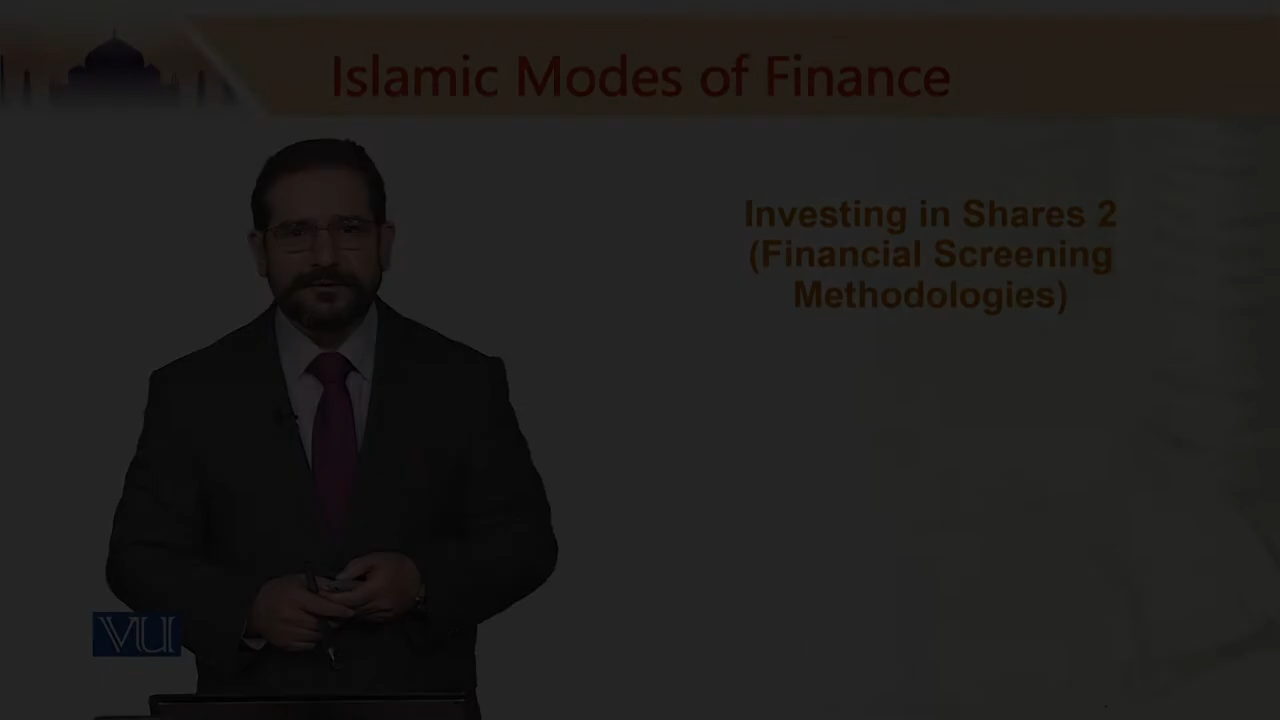 Islamic Modes of Finance
Investing in Shares 2
(Financial Screening
Methodologies)
VU